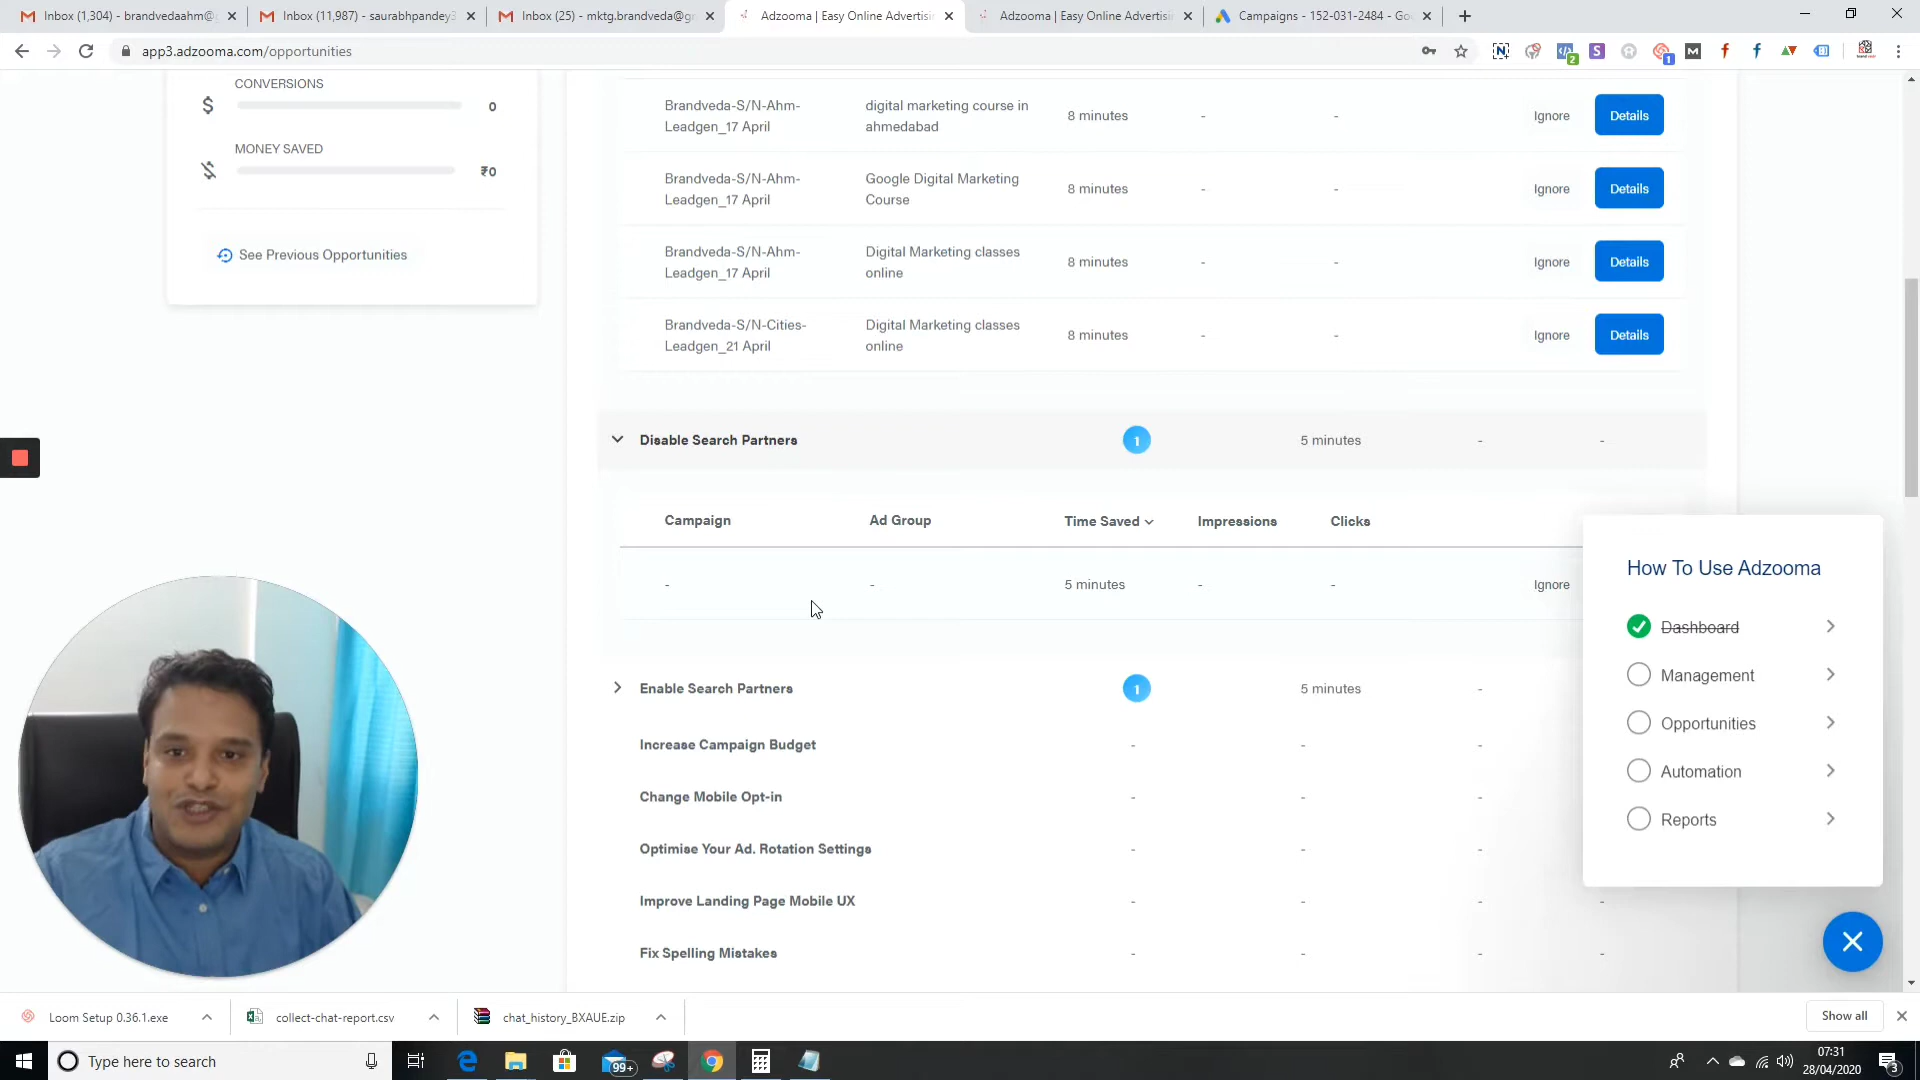 Inbox (1,304) - brandvedaahm@g
Inbox (11,987) - saurabhpandey3
Inbox (25) - mktg.brandveda@gr
Adzooma | Easy Online Advertisin
Adzooma | Easy Online Advertisin
Campaigns - 152-031-2484 - Goo
app3.adzooma.com/opportunities
CONVERSIONS
0
MONEY SAVED
₹0
See Previous Opportunities
Brandveda-S/N-Ahm-
Leadgen_17 April
digital marketing course in
ahmedabad
8 minutes
-
-
Ignore
Details
Brandveda-S/N-Ahm-
Leadgen_17 April
Google Digital Marketing
Course
8 minutes
-
-
Ignore
Details
Brandveda-S/N-Ahm-
Leadgen_17 April
Digital Marketing classes
online
8 minutes
-
-
Ignore
Details
Brandveda-S/N-Cities-
Leadgen_21 April
Digital Marketing classes
online
8 minutes
-
-
Ignore
Details
Disable Search Partners
1
5 minutes
-
-
Campaign
Ad Group
Time Saved
Impressions
Clicks
-
-
5 minutes
-
-
Ignore
Enable Search Partners
1
5 minutes
-
Increase Campaign Budget
-
-
-
Change Mobile Opt-in
-
-
-
Optimise Your Ad. Rotation Settings
-
-
-
Improve Landing Page Mobile UX
-
-
-
-
Fix Spelling Mistakes
-
-
-
-
How To Use Adzooma
Dashboard
Management
Opportunities
Automation
Reports
Loom Setup 0.36.1.exe
collect-chat-report.csv
chat_history_BXAUE.zip
Show all
Type here to search
99+
07:31
28/04/2020
3